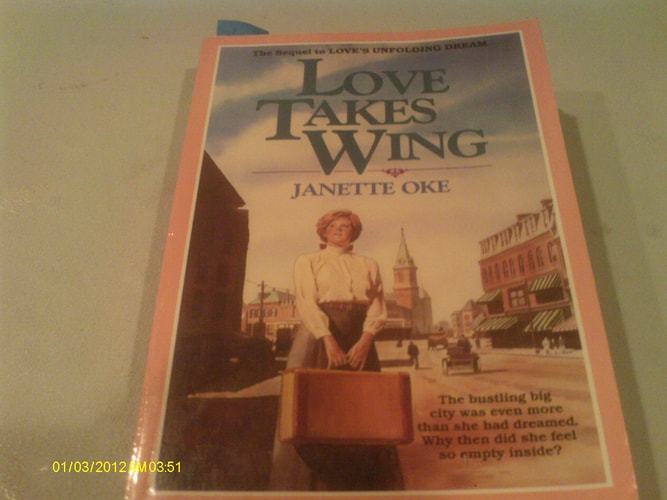 The Sequel to LOVE'S UNFOLDING DREAM
LOVE
TAKES
WING
JANETTE OKE
The bustling big
city was even more
than she had dreamed.
Why then did she feel
so empty inside?
01/03/2012 AM03:51